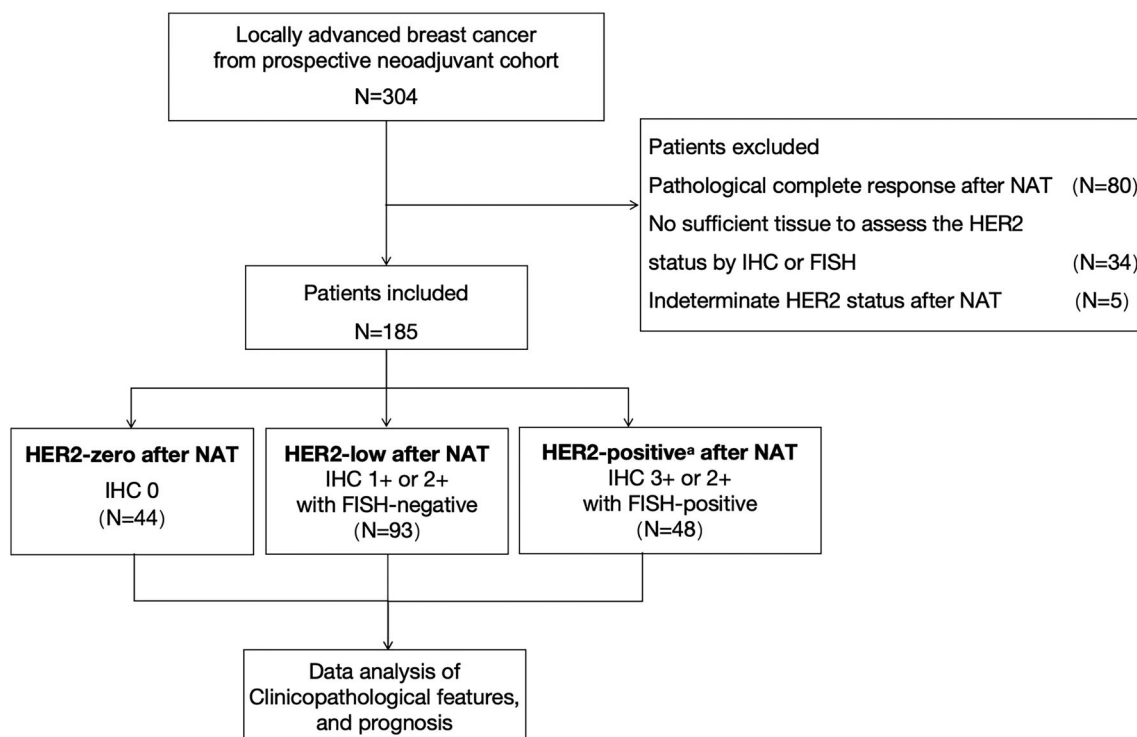 Locally advanced breast cancer
from prospective neoadjuvant cohort
N=304
Patients excluded
Pathological complete response after NAT (N=80)
No sufficient tissue to assess the HER2
status by IHC or FISH (N=34)
Indeterminate HER2 status after NAT (N=5)
Patients included
N=185
HER2-zero after NAT
IHC 0
(N=44)
HER2-low after NAT
IHC 1+ or 2+
with FISH-negative
(N=93)
HER2-positiveᵃ after NAT
IHC 3+ or 2+
with FISH-positive
(N=48)
Data analysis of
Clinicopathological features,
and prognosis